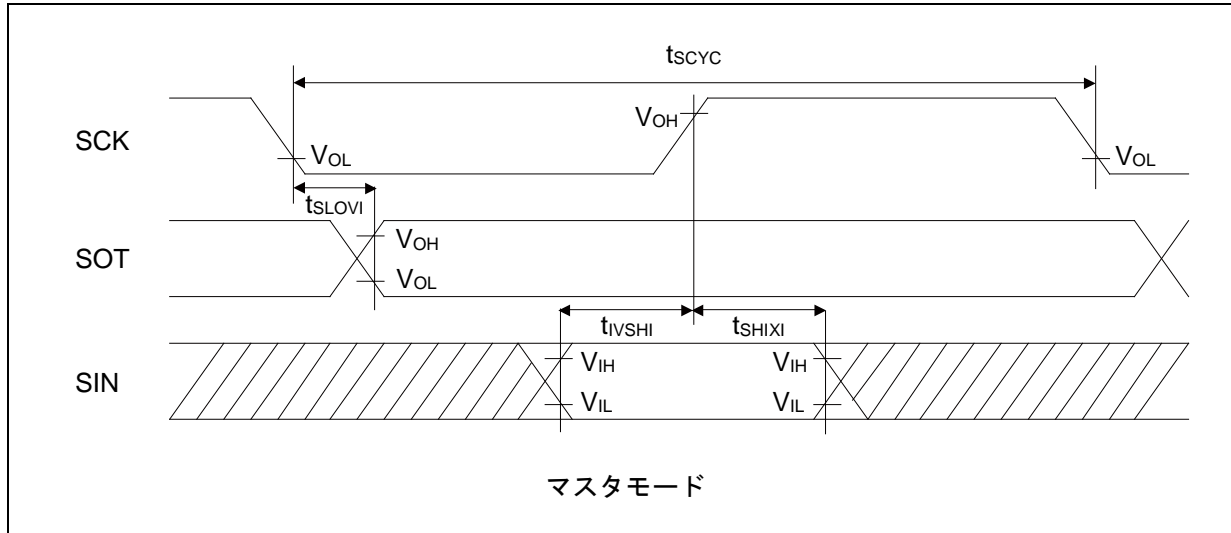 tSCYC
SCK
VOH
VOL
VOL
tSLOVI
SOT
VOH
VOL
tIVSHI
tSHIXI
SIN
VIH
VIH
VIL
VIL
マスタモード